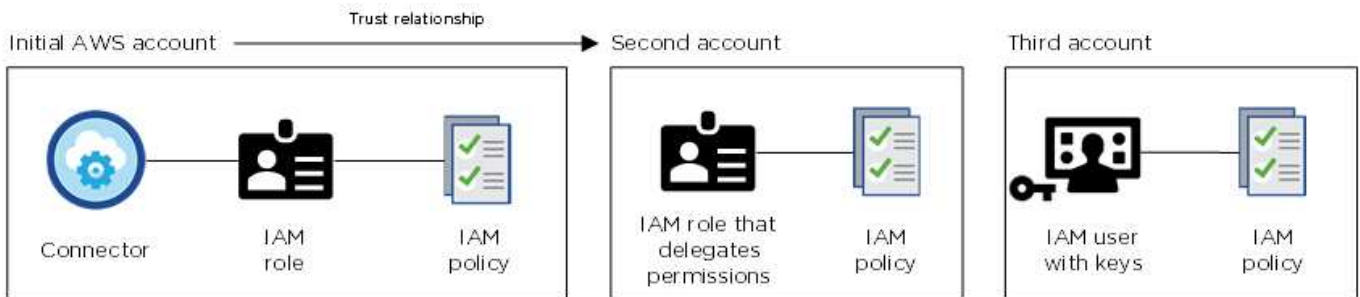 Trust relationship
Initial AWS account
Second account
Third account
Connector
IAM
role
IAM
policy
IAM role that
delegates
permissions
IAM
policy
IAM user
with keys
IAM
policy